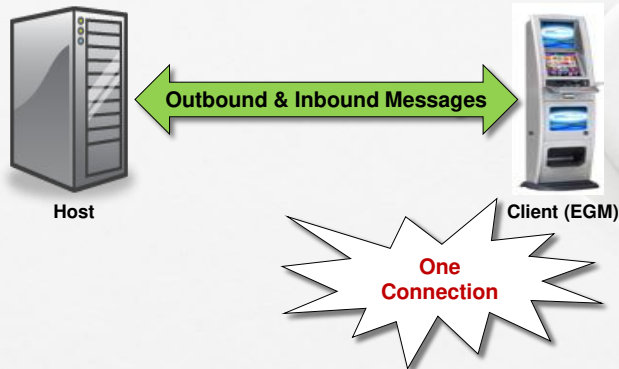 Outbound & Inbound Messages
Host
Client (EGM)
One
Connection